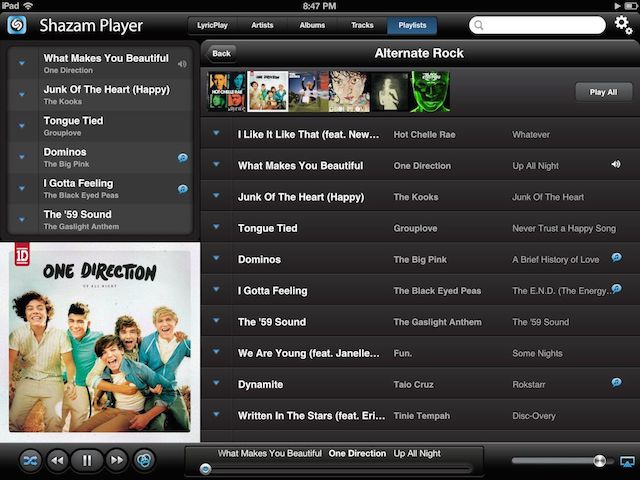 iPad
8:47 PM
Shazam Player
LyricPlay
Artists
Albums
Tracks
Playlists
What Makes You Beautiful
One Direction
Junk Of The Heart (Happy)
The Kooks
Tongue Tied
Grouplove
Dominos
The Big Pink
I Gotta Feeling
The Black Eyed Peas
The '59 Sound
The Gaslight Anthem
1D
ONE DIRECTION
UP ALL NIGHT
Back
Alternate Rock
HOT CHELLE RAE
Play All
I Like It Like That (feat. New... Hot Chelle Rae Whatever
What Makes You Beautiful One Direction Up All Night
Junk Of The Heart (Happy) The Kooks Junk Of The Heart
Tongue Tied Grouplove Never Trust a Happy Song
Dominos The Big Pink A Brief History of Love
I Gotta Feeling The Black Eyed Peas The E.N.D. (The Energy...
The '59 Sound The Gaslight Anthem The '59 Sound
We Are Young (feat. Janelle... Fun. Some Nights
Dynamite Taio Cruz Rokstarr
Written In The Stars (feat. Eri... Tinie Tempah Disc-Overy
What Makes You Beautiful One Direction Up All Night